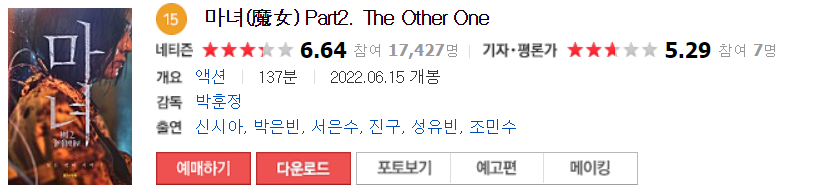 15 마녀(魔女) Part2. The Other One
네티즌 6.64 참여 17,427명 | 기자·평론가 5.29 참여 7명
개요 액션 | 137분 | 2022.06.15 개봉
감독 박훈정
출연 신시아, 박은빈, 서은수, 진구, 성유빈, 조민수
예매하기 다운로드 포토보기 예고편 메이킹
마녀